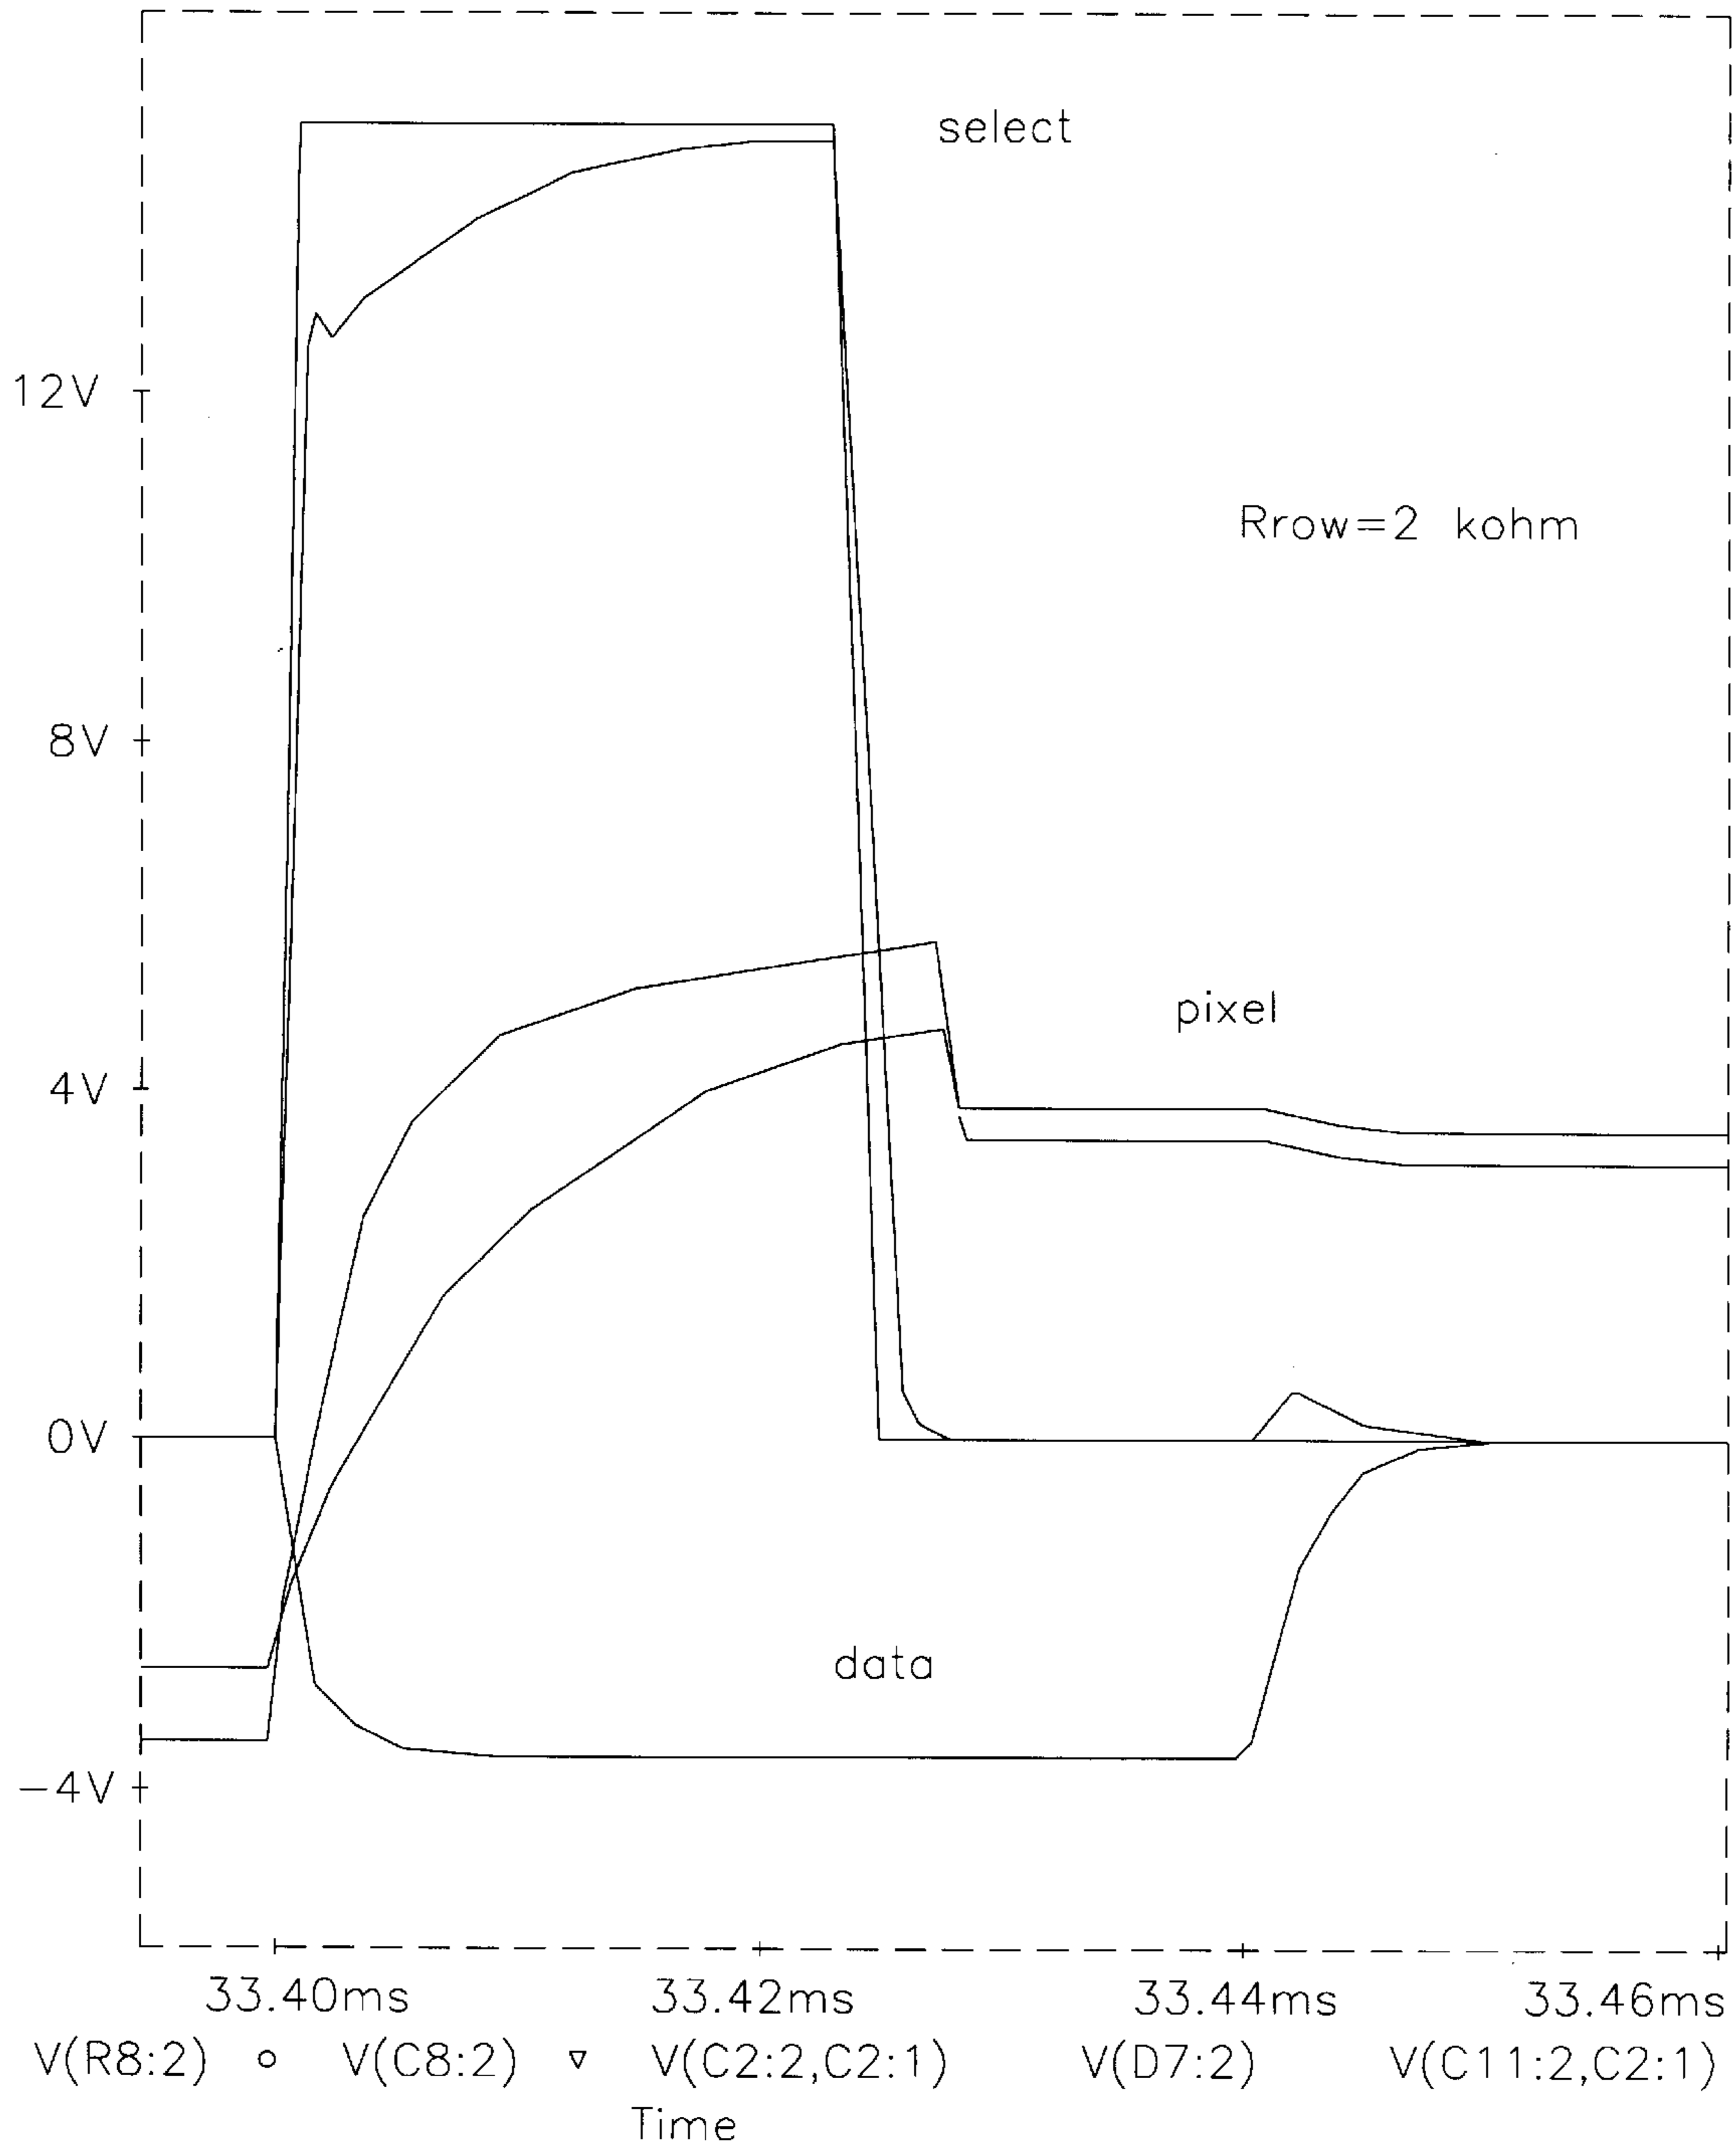 select
12V
Rrow=2 kohm
8V
pixel
4V
0V
data
-4V
33.40ms 33.42ms 33.44ms 33.46ms
V(R8:2) ○ V(C8:2) ▽ V(C2:2,C2:1) V(D7:2) V(C11:2,C2:1)
Time